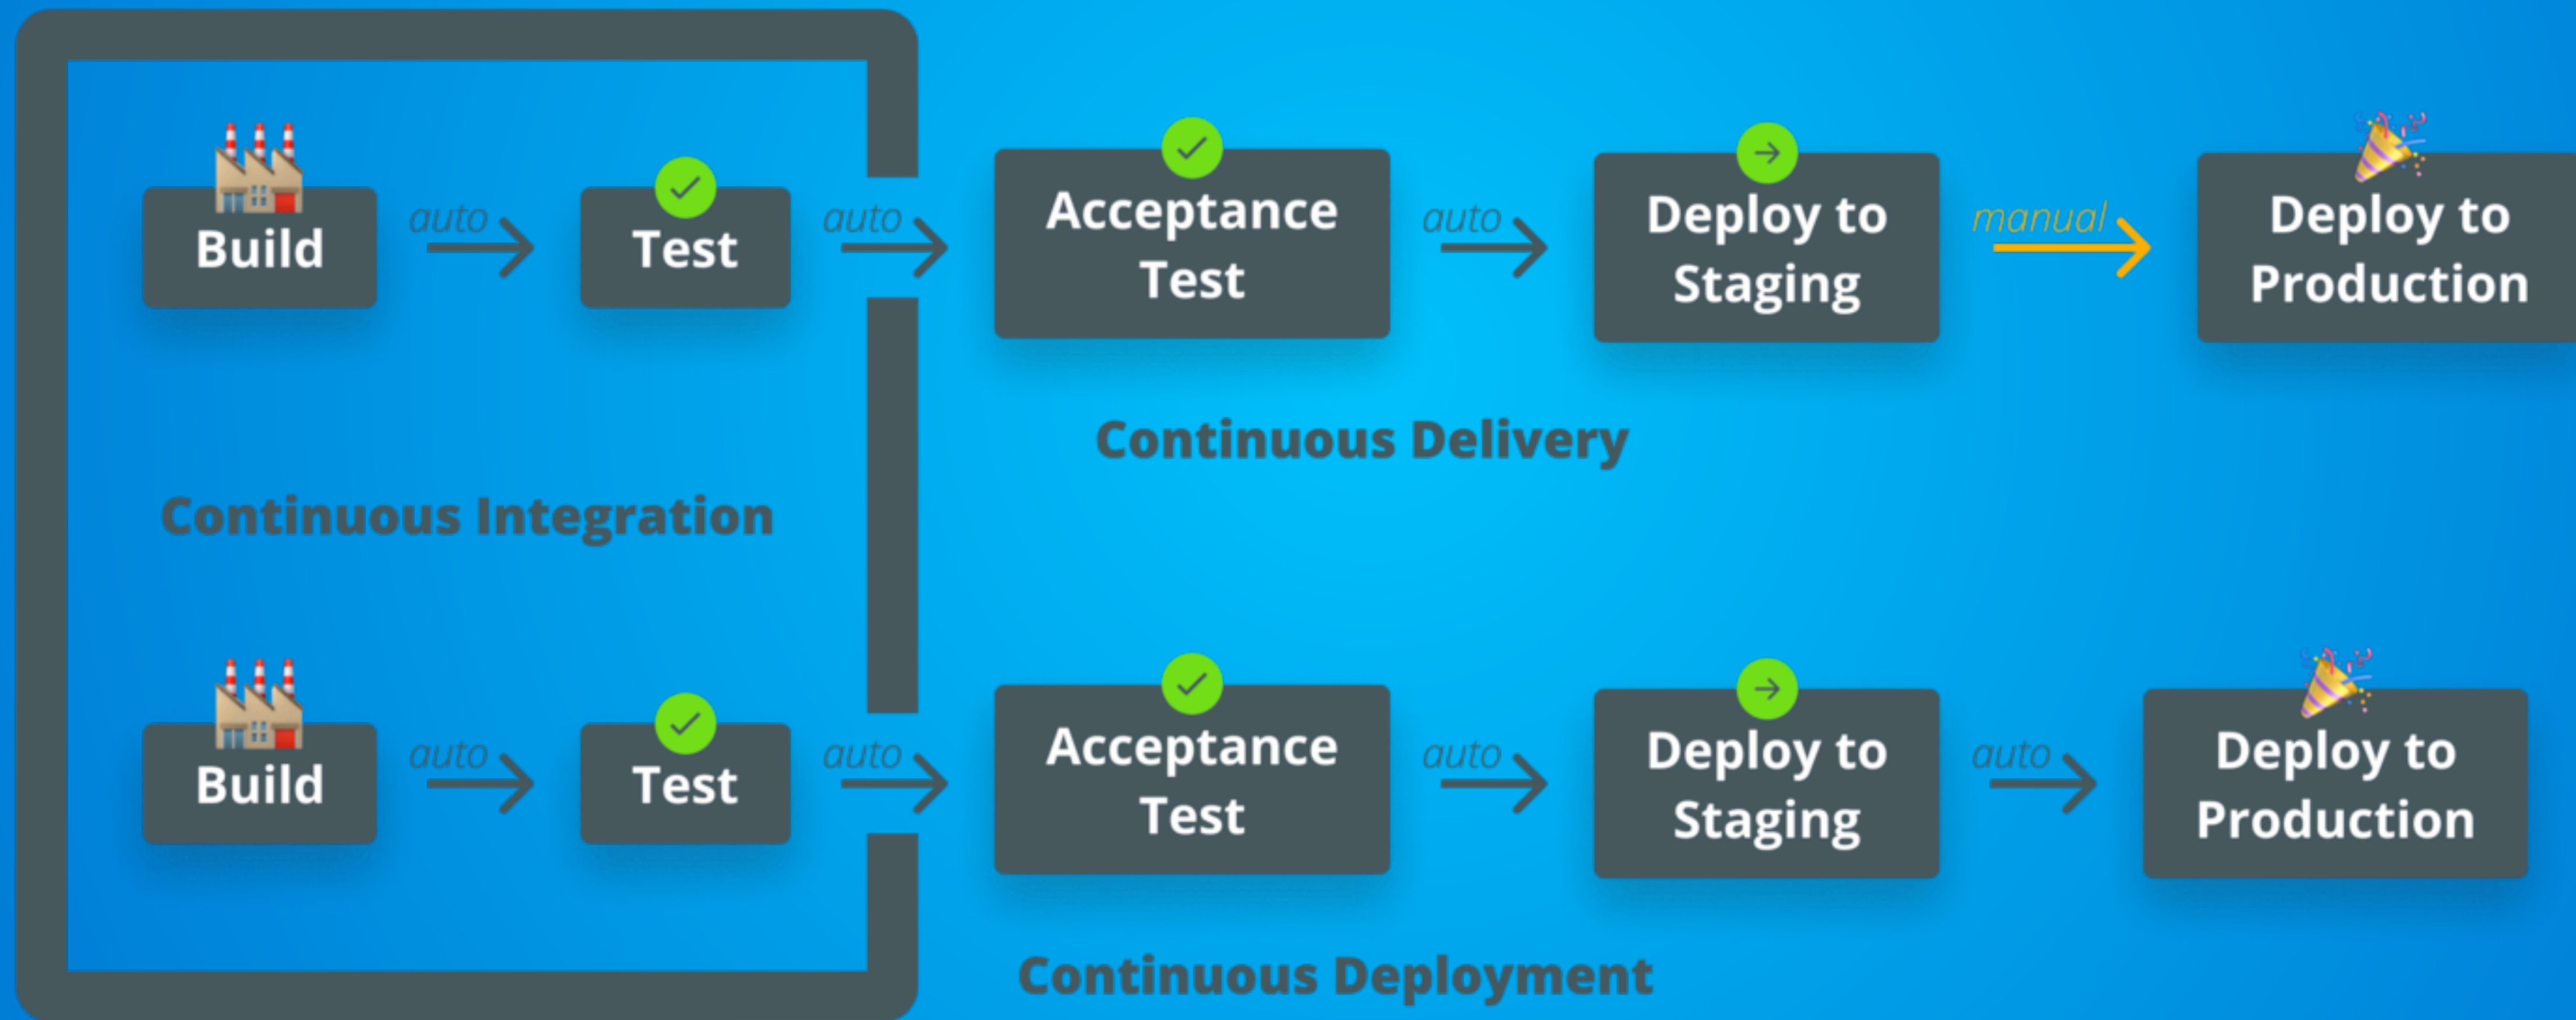 Build
auto
Test
auto
Acceptance
Test
auto
Deploy to
Staging
manual
Deploy to
Production
Continuous Delivery
Continuous Integration
Build
auto
Test
auto
Acceptance
Test
auto
Deploy to
Staging
auto
Deploy to
Production
Continuous Deployment